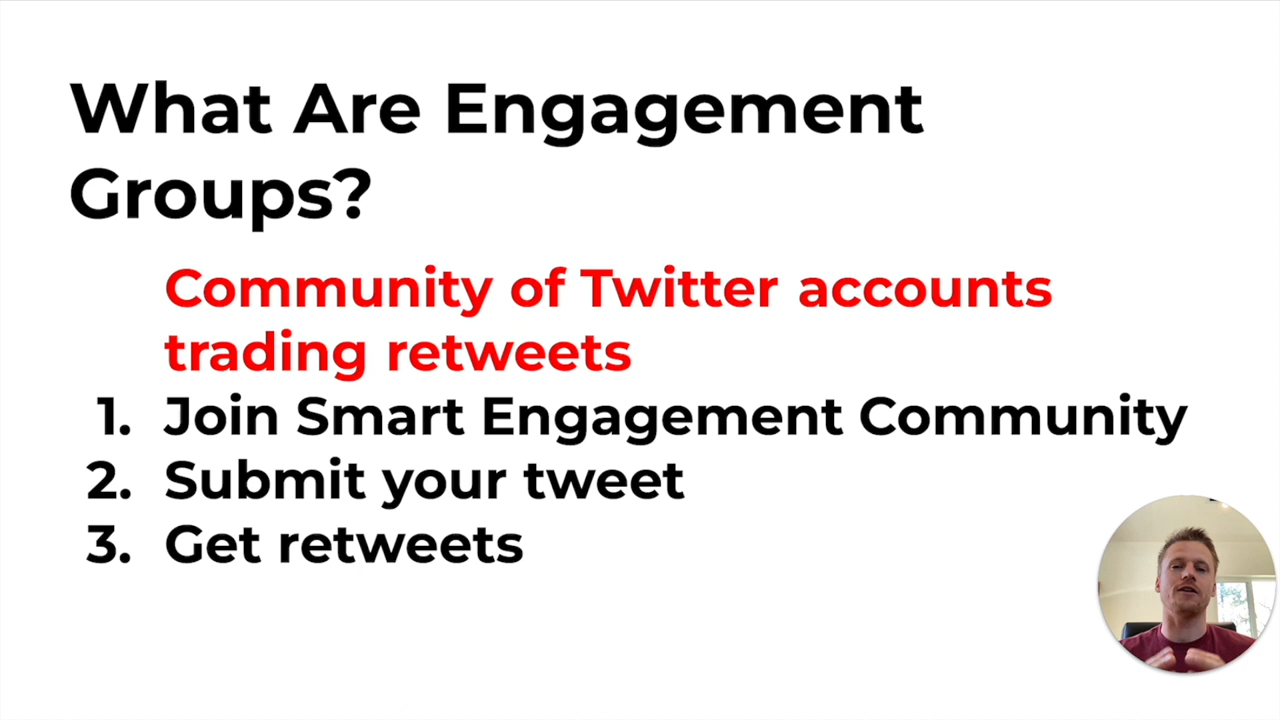 What Are Engagement
Groups?
Community of Twitter accounts
trading retweets
1. Join Smart Engagement Community
2. Submit your tweet
3. Get retweets